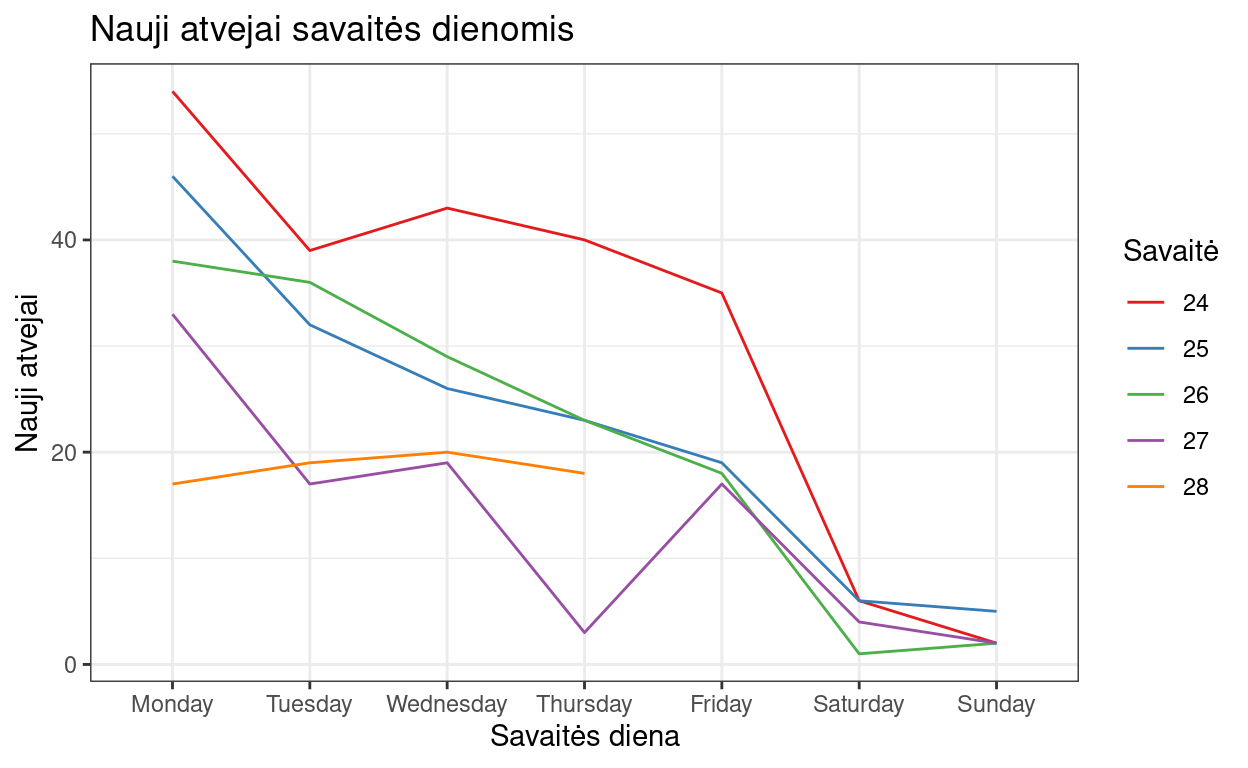 Nauji atvejai savaitės dienomis
Nauji atvejai
40
20
0
Monday Tuesday Wednesday Thursday Friday Saturday Sunday
Savaitės diena
Savaitė
24
25
26
27
28